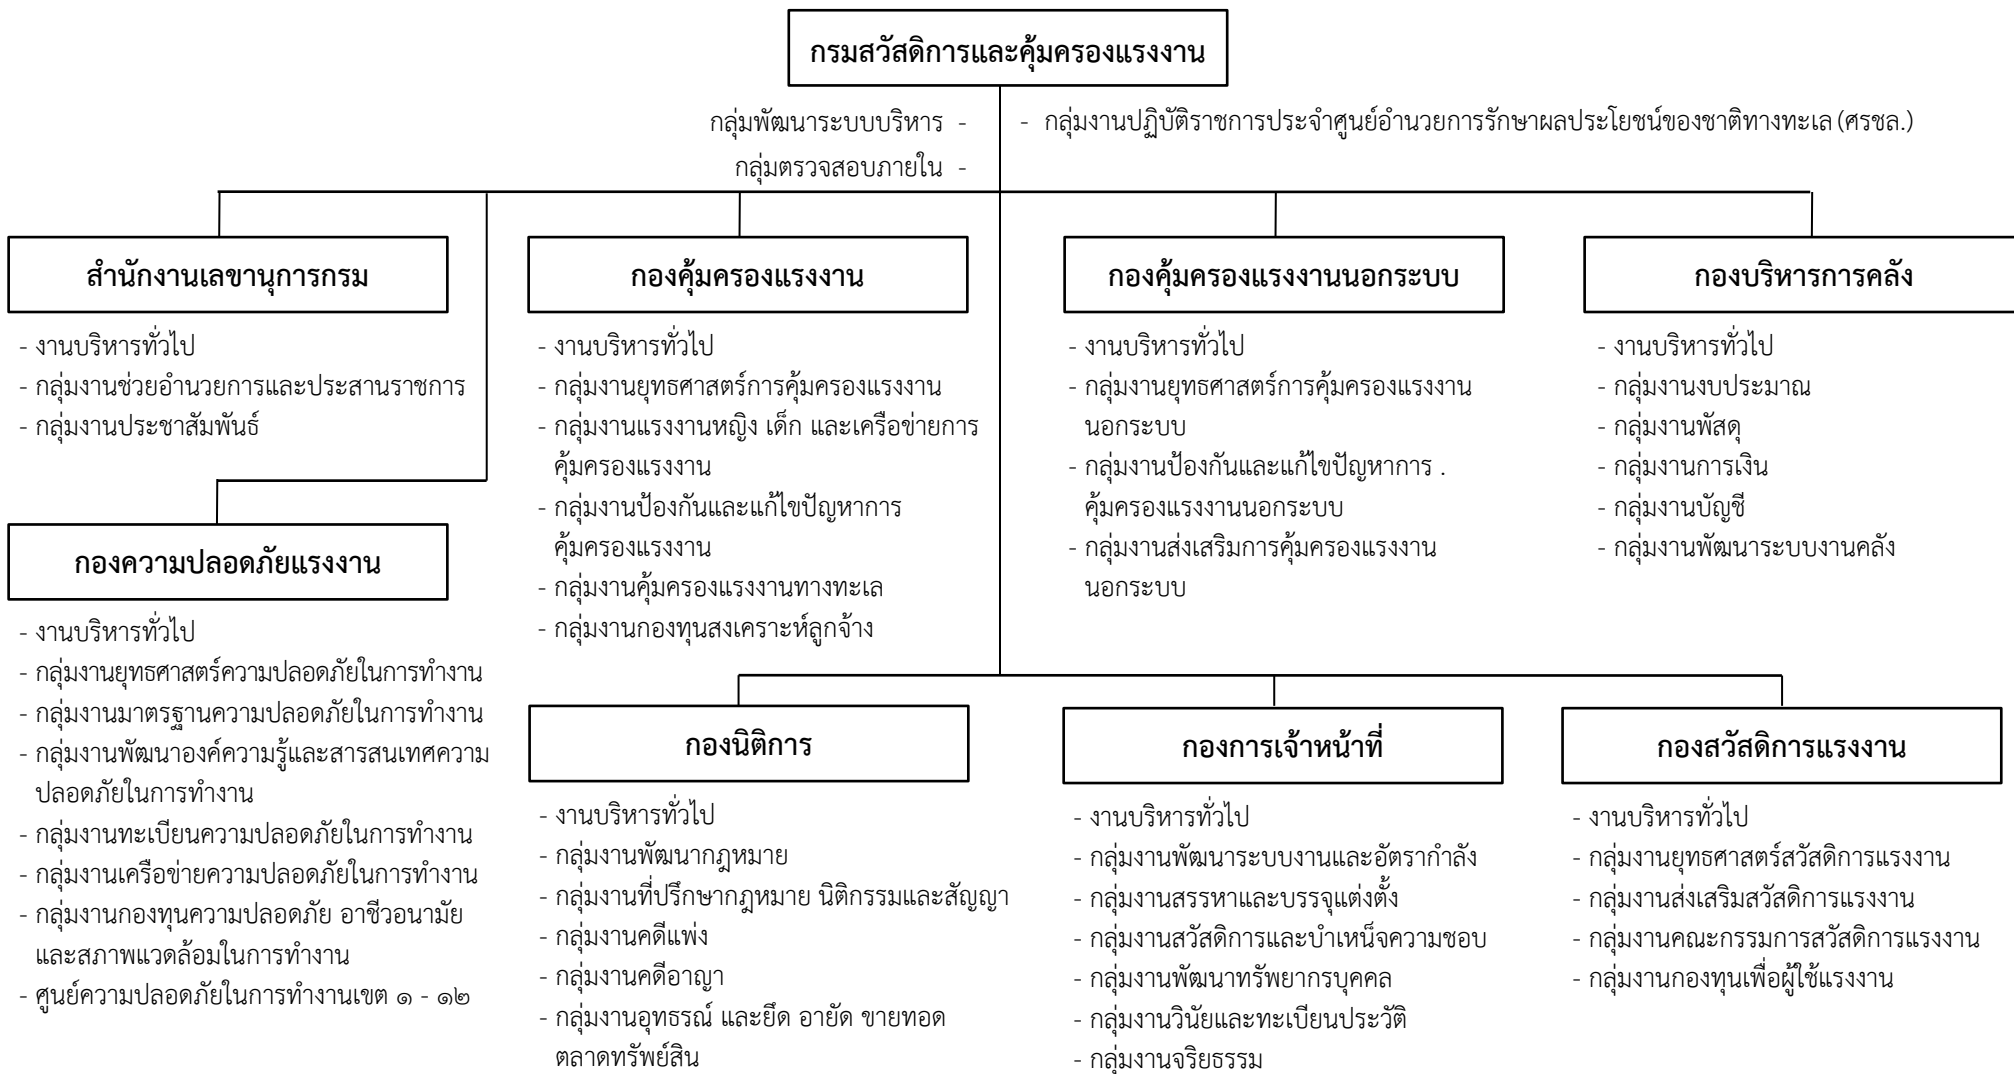 กรมสวัสดิการและคุ้มครองแรงงาน
กลุ่มพัฒนาระบบบริหาร -
กลุ่มตรวจสอบภายใน -
- กลุ่มงานปฏิบัติราชการประจำศูนย์อำนวยการรักษาผลประโยชน์ของชาติทางทะเล (ศรชล.)
สำนักงานเลขานุการกรม
- งานบริหารทั่วไป
- กลุ่มงานช่วยอำนวยการและประสานราชการ
- กลุ่มงานประชาสัมพันธ์
กองคุ้มครองแรงงาน
- งานบริหารทั่วไป
- กลุ่มงานยุทธศาสตร์การคุ้มครองแรงงาน
- กลุ่มงานแรงงานหญิง เด็ก และเครือข่ายการ
คุ้มครองแรงงาน
- กลุ่มงานป้องกันและแก้ไขปัญหาการ
คุ้มครองแรงงาน
- กลุ่มงานคุ้มครองแรงงานทางทะเล
- กลุ่มงานกองทุนสงเคราะห์ลูกจ้าง
กองคุ้มครองแรงงานนอกระบบ
- งานบริหารทั่วไป
- กลุ่มงานยุทธศาสตร์การคุ้มครองแรงงาน
นอกระบบ
- กลุ่มงานป้องกันและแก้ไขปัญหาการ .
คุ้มครองแรงงานนอกระบบ
- กลุ่มงานส่งเสริมการคุ้มครองแรงงาน
นอกระบบ
กองบริหารการคลัง
- งานบริหารทั่วไป
- กลุ่มงานงบประมาณ
- กลุ่มงานพัสดุ
- กลุ่มงานการเงิน
- กลุ่มงานบัญชี
- กลุ่มงานพัฒนาระบบงานคลัง
กองความปลอดภัยแรงงาน
- งานบริหารทั่วไป
- กลุ่มงานยุทธศาสตร์ความปลอดภัยในการทำงาน
- กลุ่มงานมาตรฐานความปลอดภัยในการทำงาน
- กลุ่มงานพัฒนาองค์ความรู้และสารสนเทศความ
ปลอดภัยในการทำงาน
- กลุ่มงานทะเบียนความปลอดภัยในการทำงาน
- กลุ่มงานเครือข่ายความปลอดภัยในการทำงาน
- กลุ่มงานกองทุนความปลอดภัย อาชีวอนามัย
และสภาพแวดล้อมในการทำงาน
- ศูนย์ความปลอดภัยในการทำงานเขต ๑ - ๑๒
กองนิติการ
- งานบริหารทั่วไป
- กลุ่มงานพัฒนากฎหมาย
- กลุ่มงานที่ปรึกษากฎหมาย นิติกรรมและสัญญา
- กลุ่มงานคดีแพ่ง
- กลุ่มงานคดีอาญา
- กลุ่มงานอุทธรณ์ และยึด อายัด ขายทอด
ตลาดทรัพย์สิน
กองการเจ้าหน้าที่
- งานบริหารทั่วไป
- กลุ่มงานพัฒนาระบบงานและอัตรากำลัง
- กลุ่มงานสรรหาและบรรจุแต่งตั้ง
- กลุ่มงานสวัสดิการและบำเหน็จความชอบ
- กลุ่มงานพัฒนาทรัพยากรบุคคล
- กลุ่มงานวินัยและทะเบียนประวัติ
- กลุ่มงานจริยธรรม
กองสวัสดิการแรงงาน
- งานบริหารทั่วไป
- กลุ่มงานยุทธศาสตร์สวัสดิการแรงงาน
- กลุ่มงานส่งเสริมสวัสดิการแรงงาน
- กลุ่มงานคณะกรรมการสวัสดิการแรงงาน
- กลุ่มงานกองทุนเพื่อผู้ใช้แรงงาน